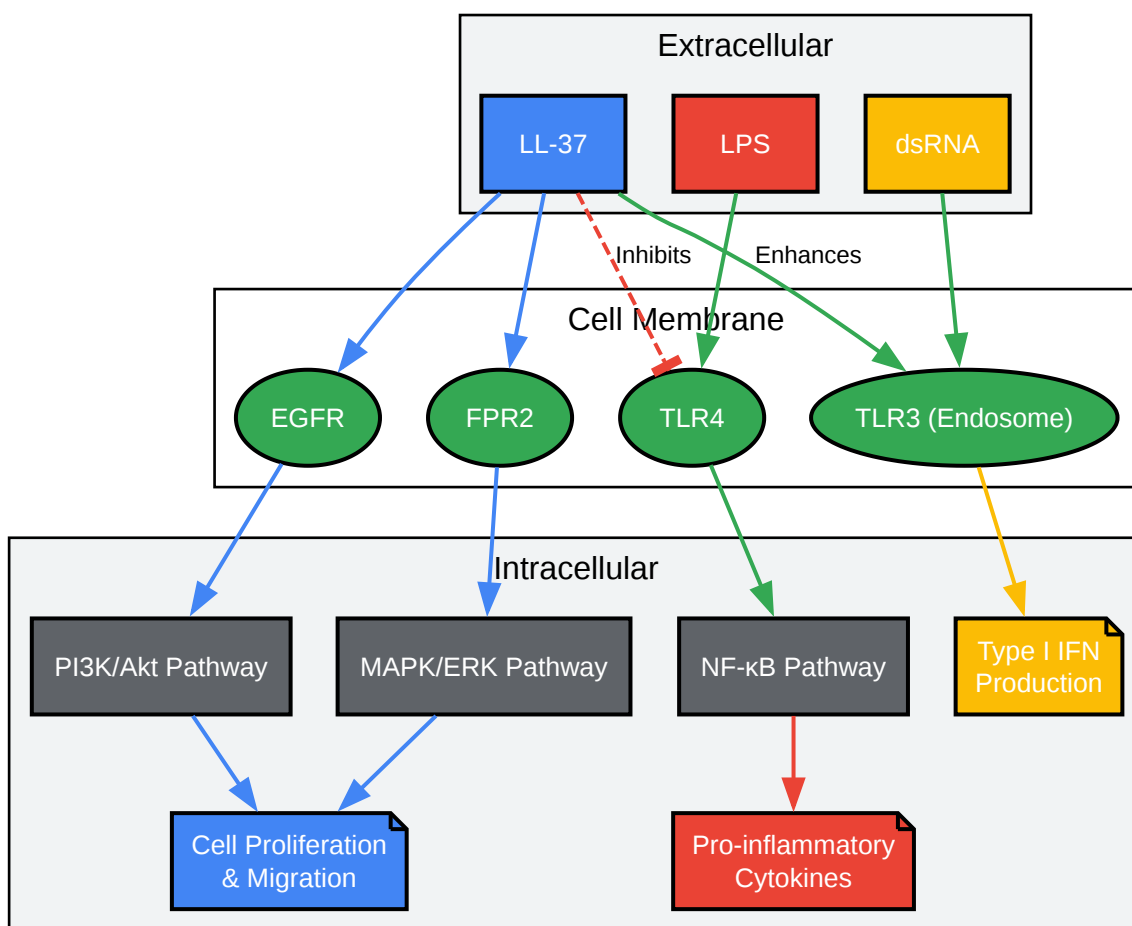 Extracellular
LL-37
LPS
dsRNA
Inhibits
Enhances
Cell Membrane
EGFR
FPR2
TLR4
TLR3 (Endosome)
Intracellular
PI3K/Akt Pathway
MAPK/ERK Pathway
NF-κB Pathway
Type I IFN
Production
Cell Proliferation
& Migration
Pro-inflammatory
Cytokines